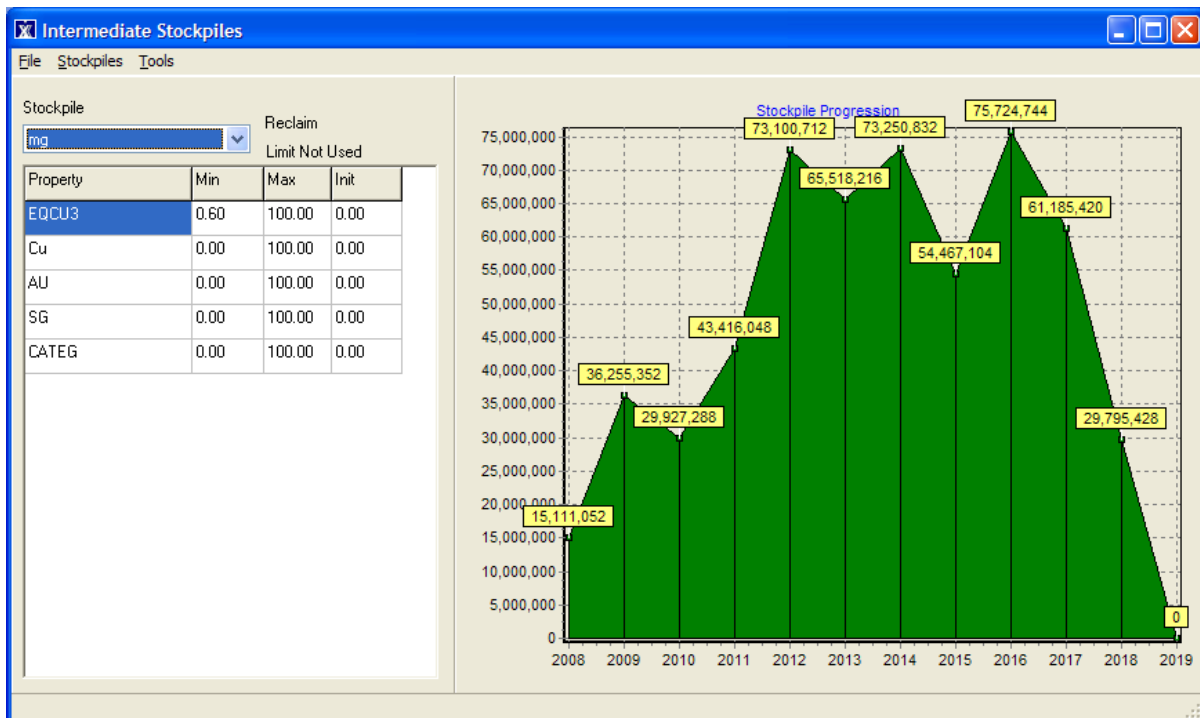 Intermediate Stockpiles
File Stockpiles Tools
Stockpile
mg
Reclaim
Limit Not Used
Property Min Max Init
EQCU3 0.60 100.00 0.00
Cu 0.00 100.00 0.00
AU 0.00 100.00 0.00
SG 0.00 100.00 0.00
CATEG 0.00 100.00 0.00
Stockpile Progression
75,724,744
73,100,712
73,250,832
65,518,216
61,185,420
54,467,104
43,416,048
36,255,352
29,927,288
29,795,428
15,111,052
0
75,000,000
70,000,000
65,000,000
60,000,000
55,000,000
50,000,000
45,000,000
40,000,000
35,000,000
30,000,000
25,000,000
20,000,000
15,000,000
10,000,000
5,000,000
0
2008 2009 2010 2011 2012 2013 2014 2015 2016 2017 2018 2019